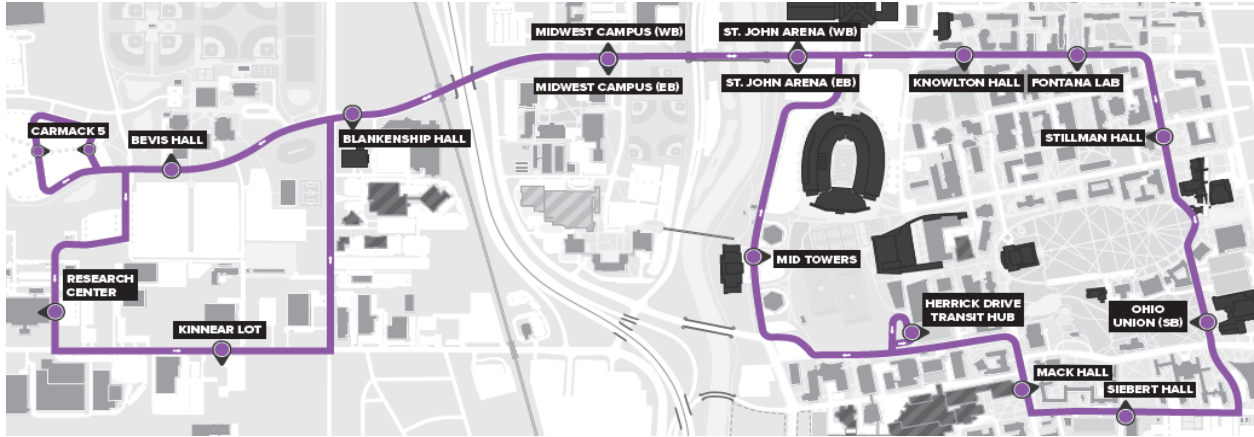 MIDWEST CAMPUS (WB)
ST. JOHN ARENA (WB)
MIDWEST CAMPUS (EB)
ST. JOHN ARENA (EB)
KNOWLTON HALL
FONTANA LAB
CARMACK 5
BEVIS HALL
BLANKENSHIP HALL
STILLMAN HALL
MID TOWERS
RESEARCH
CENTER
HERRICK DRIVE
TRANSIT HUB
OHIO
UNION (SB)
KINNEAR LOT
MACK HALL
SIEBERT HALL